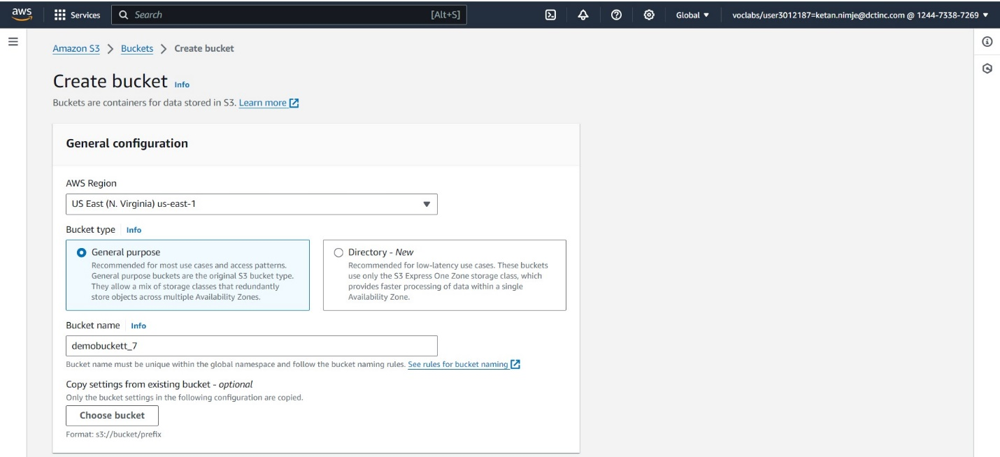 aws
Services
Search
[Alt+S]
Global
voclabs/user3012187=ketan.nimje@dctinc.com @ 1244-7338-7269
Amazon S3 > Buckets > Create bucket
Create bucket Info
Buckets are containers for data stored in S3. Learn more
General configuration
AWS Region
US East (N. Virginia) us-east-1
Bucket type Info
General purpose
Recommended for most use cases and access patterns.
General purpose buckets are the original S3 bucket type.
They allow a mix of storage classes that redundantly
store objects across multiple Availability Zones.
Directory - New
Recommended for low-latency use cases. These buckets
use only the S3 Express One Zone storage class, which
provides faster processing of data within a single
Availability Zone.
Bucket name Info
demobuckett_7
Bucket name must be unique within the global namespace and follow the bucket naming rules. See rules for bucket naming
Copy settings from existing bucket - optional
Only the bucket settings in the following configuration are copied.
Choose bucket
Format: s3://bucket/prefix